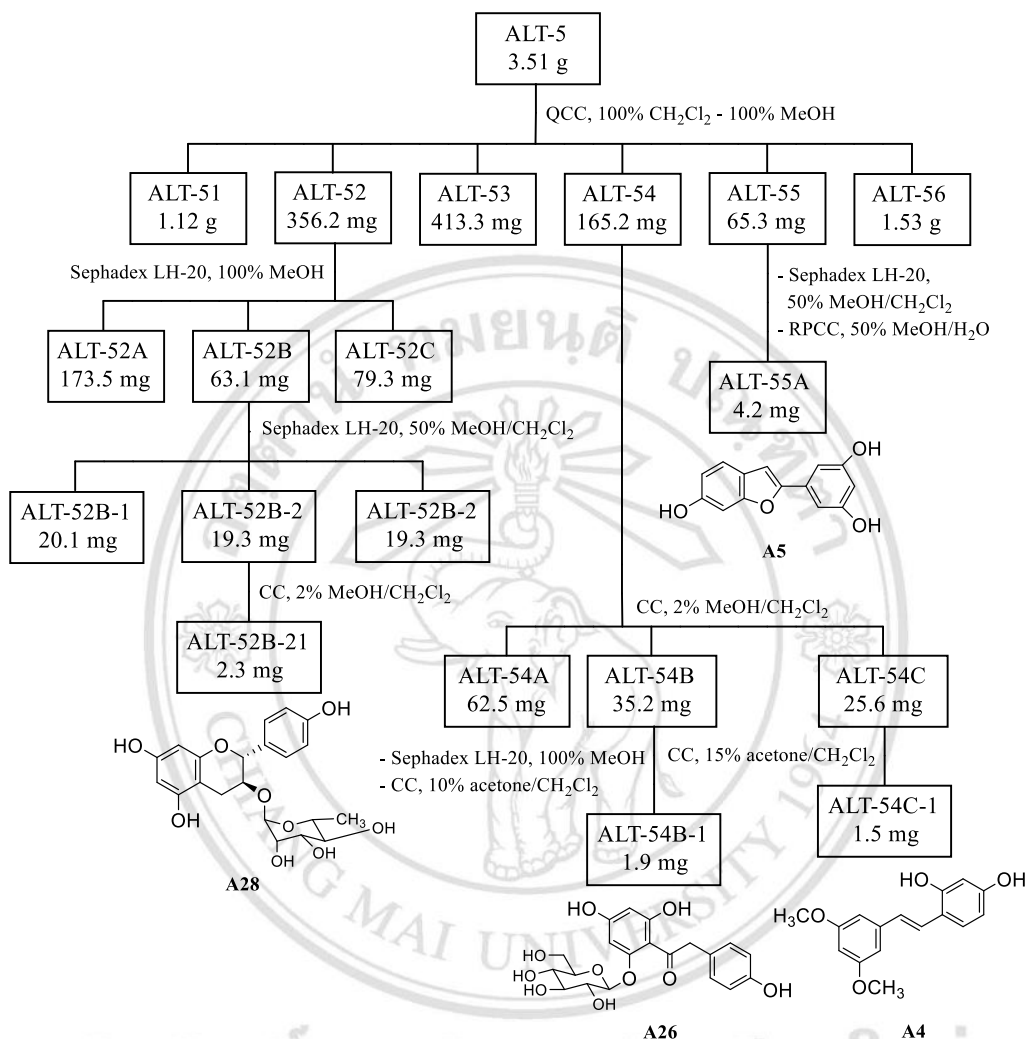 ALT-5
3.51 g
QCC, 100% CH₂Cl₂ - 100% MeOH
ALT-51
1.12 g
ALT-52
356.2 mg
ALT-53
413.3 mg
ALT-54
165.2 mg
ALT-55
65.3 mg
ALT-56
1.53 g
Sephadex LH-20, 100% MeOH
- Sephadex LH-20,
50% MeOH/CH₂Cl₂
- RPCC, 50% MeOH/H₂O
ALT-52A
173.5 mg
ALT-52B
63.1 mg
ALT-52C
79.3 mg
ALT-55A
4.2 mg
Sephadex LH-20, 50% MeOH/CH₂Cl₂
OH
HO
O
OH
A5
ALT-52B-1
20.1 mg
ALT-52B-2
19.3 mg
ALT-52B-2
19.3 mg
CC, 2% MeOH/CH₂Cl₂
CC, 2% MeOH/CH₂Cl₂
ALT-52B-21
2.3 mg
ALT-54A
62.5 mg
ALT-54B
35.2 mg
ALT-54C
25.6 mg
OH
HO
O
OH
O
O
CH₃
OH
OH
OH
A28
- Sephadex LH-20, 100% MeOH
- CC, 10% acetone/CH₂Cl₂
CC, 15% acetone/CH₂Cl₂
ALT-54B-1
1.9 mg
ALT-54C-1
1.5 mg
HO
OH
HO
O
HO
HO
OH
O
O
OH
A26
HO
OH
H₃CO
OCH₃
A4
CHIANG MAI UNIVERSITY 1964